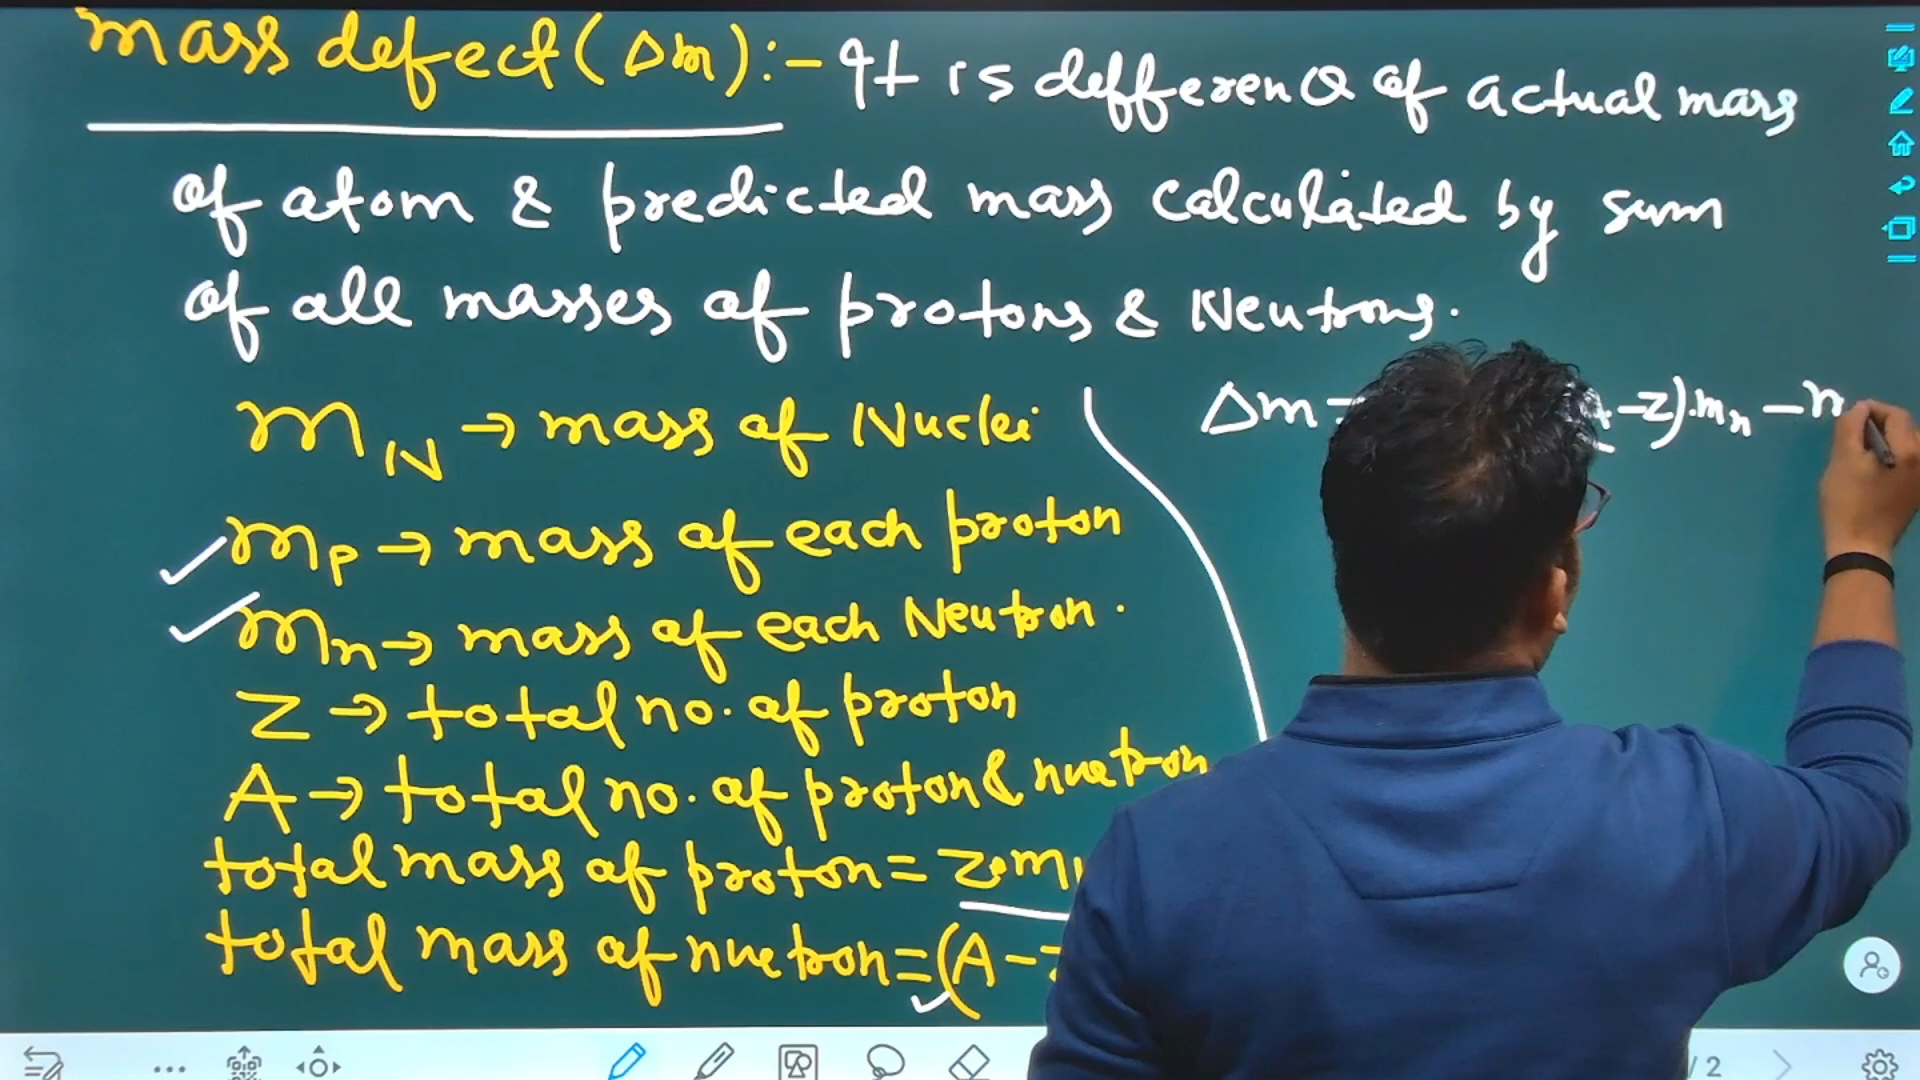 mass defect (Δm):- It is defference of actual mass
of atom & predicted mass calculated by sum
of all masses of protons & Neutrons.
m_N → mass of Nuclei
m_p → mass of each proton
m_n → mass of each Neutron.
Z → total no. of proton
A → total no. of proton & nuetron
total mass of proton = Z·m
total mass of nuetron = (A-
Δm = -Z)·m_n - m
/ 2